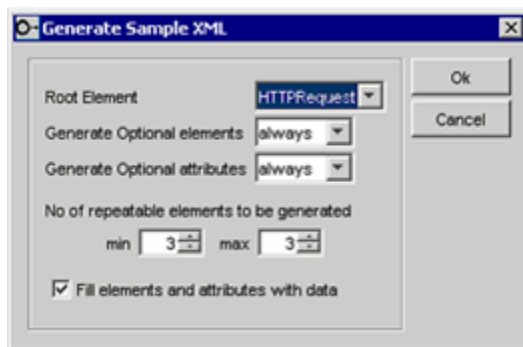 Generate Sample XML
Root Element HTTPRequest
Ok
Generate Optional elements always
Cancel
Generate Optional attributes always
No of repeatable elements to be generated
min 3 max 3
Fill elements and attributes with data